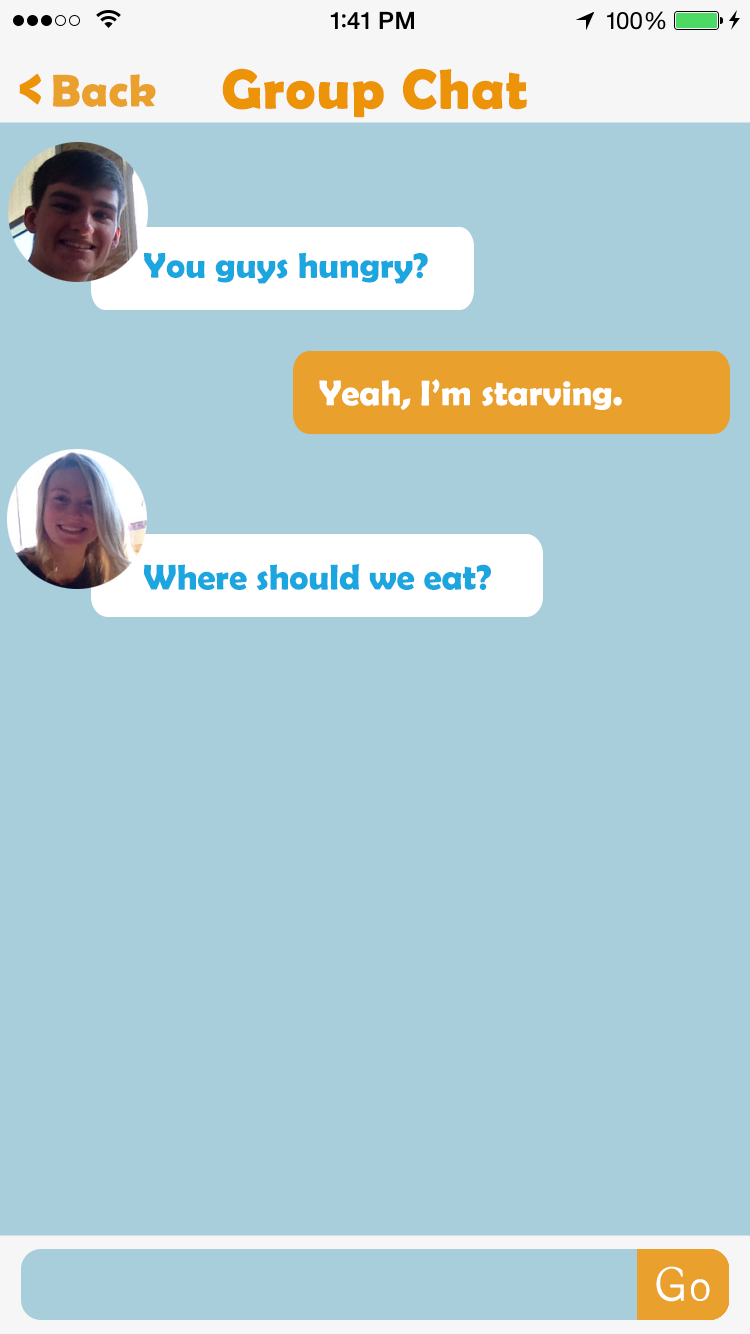 1:41 PM 100%
< Back Group Chat
You guys hungry?
Yeah, I'm starving.
Where should we eat?
Go